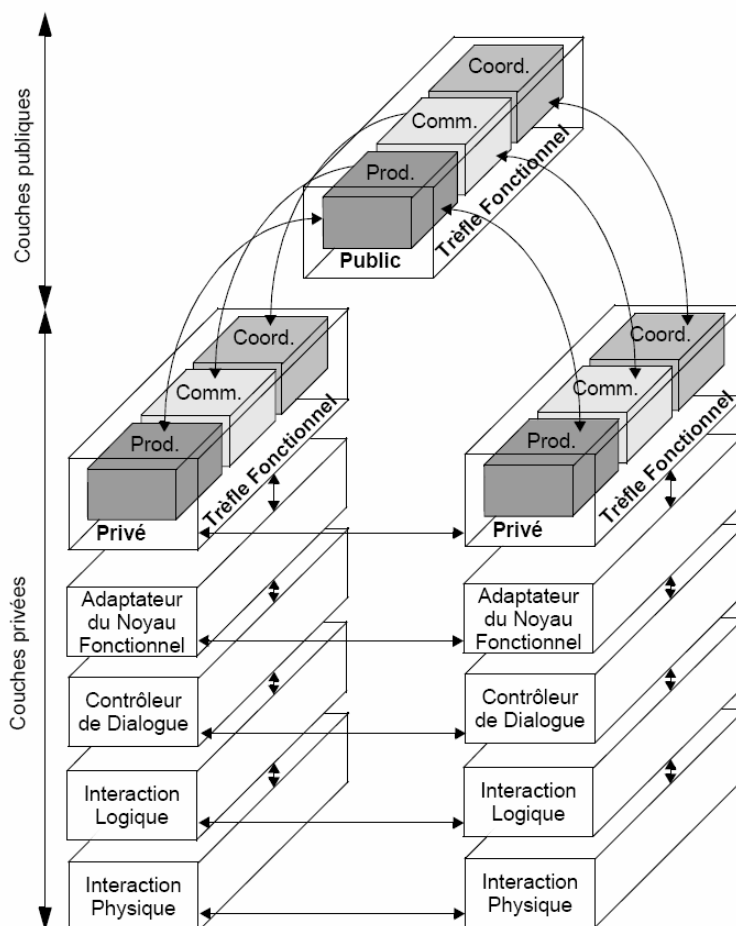 Couches publiques
Coord.
Comm.
Prod.
Public
Trèfle Fonctionnel
Couches privées
Coord.
Comm.
Prod.
Privé
Trèfle Fonctionnel
Coord.
Comm.
Prod.
Privé
Trèfle Fonctionnel
Adaptateur
du Noyau
Fonctionnel
Adaptateur
du Noyau
Fonctionnel
Contrôleur
de Dialogue
Contrôleur
de Dialogue
Interaction
Logique
Interaction
Logique
Interaction
Physique
Interaction
Physique